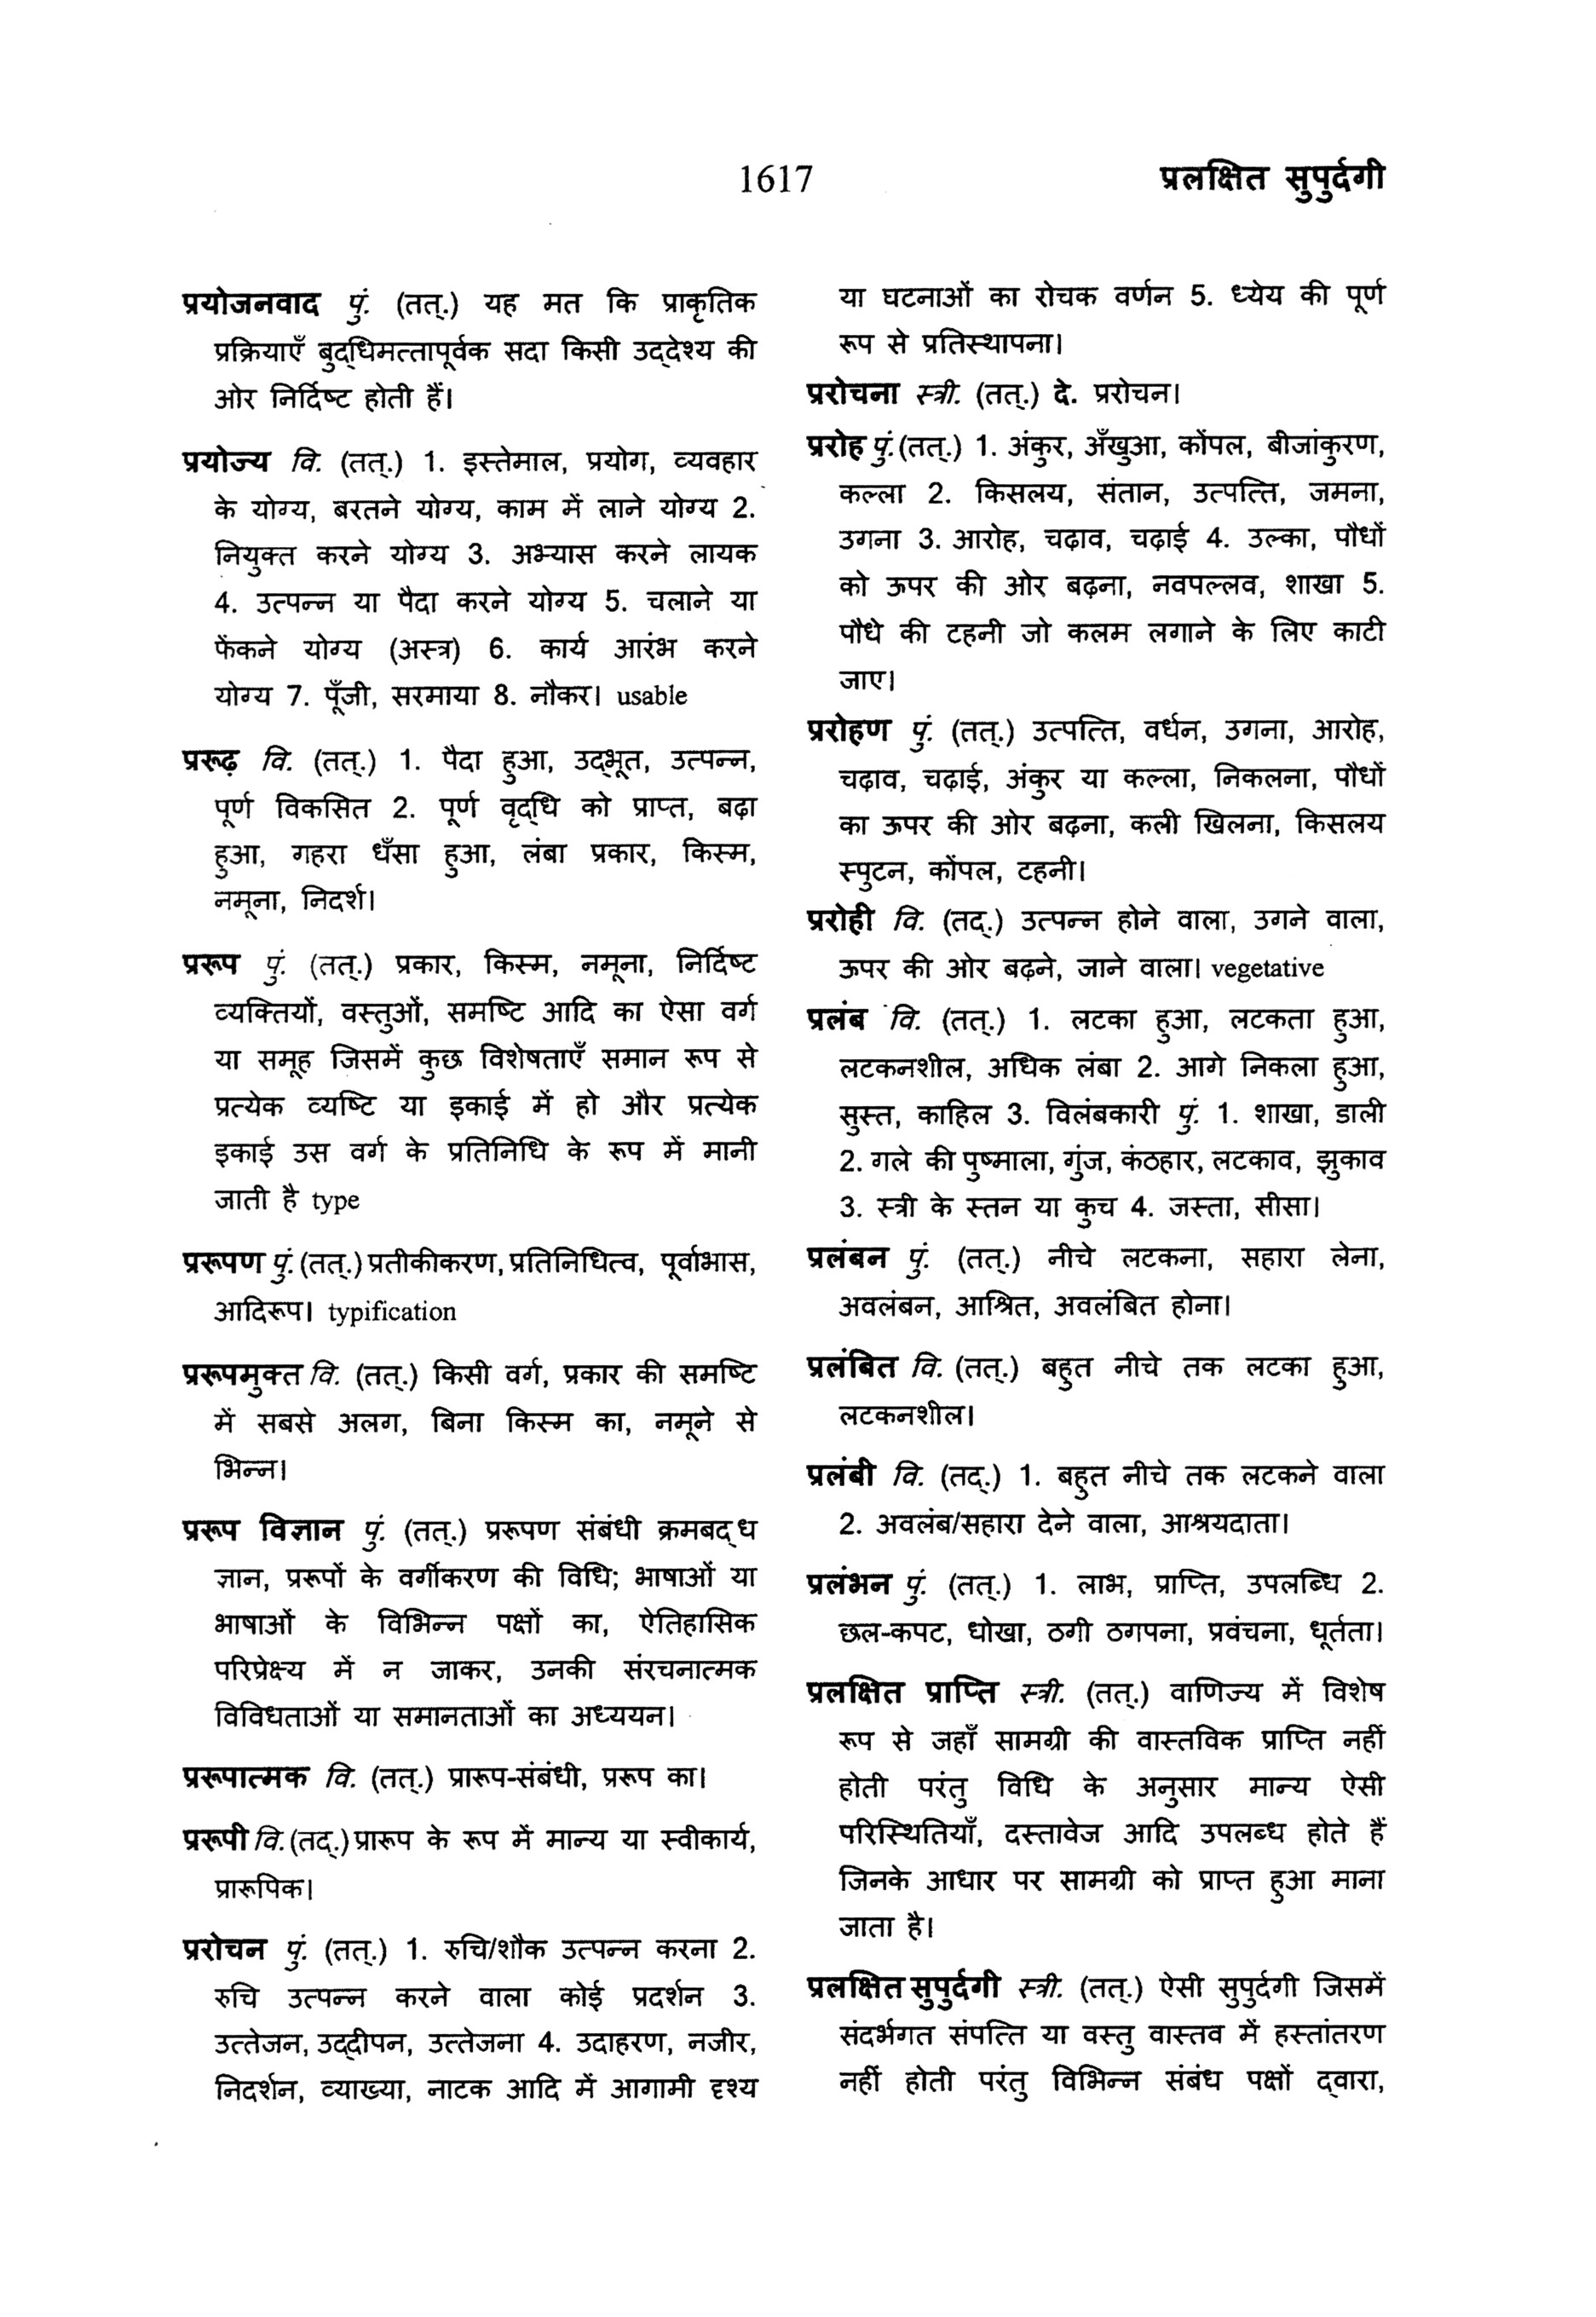 1617
प्रलक्षित सुपुर्दगी
प्रयोजनवाद पुं. (तत्.) यह मत कि प्राकृतिक
प्रक्रियाएँ बुद्धिमत्तापूर्वक सदा किसी उद्देश्य की
ओर निर्दिष्ट होती हैं।
प्रयोज्य वि. (तत्.) 1. इस्तेमाल, प्रयोग, व्यवहार
के योग्य, बरतने योग्य, काम में लाने योग्य 2.
नियुक्त करने योग्य 3. अभ्यास करने लायक
4. उत्पन्न या पैदा करने योग्य 5. चलाने या
फेंकने योग्य (अस्त्र) 6. कार्य आरंभ करने
योग्य 7. पूँजी, सरमाया 8. नौकर। usable
प्ररूढ़ वि. (तत्.) 1. पैदा हुआ, उद्भूत, उत्पन्न,
पूर्ण विकसित 2. पूर्ण वृद्धि को प्राप्त, बढ़ा
हुआ, गहरा धँसा हुआ, लंबा प्रकार, किस्म,
नमूना, निदर्श।
प्ररूप पुं. (तत्.) प्रकार, किस्म, नमूना, निर्दिष्ट
व्यक्तियों, वस्तुओं, समष्टि आदि का ऐसा वर्ग
या समूह जिसमें कुछ विशेषताएँ समान रूप से
प्रत्येक व्यष्टि या इकाई में हो और प्रत्येक
इकाई उस वर्ग के प्रतिनिधि के रूप में मानी
जाती है type
प्ररूपण पुं. (तत्.) प्रतीकीकरण, प्रतिनिधित्व, पूर्वाभास,
आदिरूप। typification
प्ररूपमुक्त वि. (तत्.) किसी वर्ग, प्रकार की समष्टि
में सबसे अलग, बिना किस्म का, नमूने से
भिन्न।
प्ररूप विज्ञान पुं. (तत्.) प्ररूपण संबंधी क्रमबद्ध
ज्ञान, प्ररूपों के वर्गीकरण की विधि; भाषाओं या
भाषाओं के विभिन्न पक्षों का, ऐतिहासिक
परिप्रेक्ष्य में न जाकर, उनकी संरचनात्मक
विविधताओं या समानताओं का अध्ययन।
प्ररूपात्मक वि. (तत्.) प्रारूप-संबंधी, प्ररूप का।
प्ररूपी वि. (तद्.) प्रारूप के रूप में मान्य या स्वीकार्य,
प्रारूपिक।
प्ररोचन पुं. (तत्.) 1. रुचि/शौक उत्पन्न करना 2.
रुचि उत्पन्न करने वाला कोई प्रदर्शन 3.
उत्तेजन, उद्दीपन, उत्तेजना 4. उदाहरण, नजीर,
निदर्शन, व्याख्या, नाटक आदि में आगामी दृश्य
या घटनाओं का रोचक वर्णन 5. ध्येय की पूर्ण
रूप से प्रतिस्थापना।
प्ररोचना स्त्री. (तत्.) दे. प्ररोचन।
प्ररोह पुं. (तत्.) 1. अंकुर, अँखुआ, कोंपल, बीजांकुरण,
कल्ला 2. किसलय, संतान, उत्पत्ति, जमना,
उगना 3. आरोह, चढ़ाव, चढ़ाई 4. उल्का, पौधों
को ऊपर की ओर बढ़ना, नवपल्लव, शाखा 5.
पौधे की टहनी जो कलम लगाने के लिए काटी
जाए।
प्ररोहण पुं. (तत्.) उत्पत्ति, वर्धन, उगना, आरोह,
चढ़ाव, चढ़ाई, अंकुर या कल्ला, निकलना, पौधों
का ऊपर की ओर बढ़ना, कली खिलना, किसलय
स्पुटन, कोंपल, टहनी।
प्ररोही वि. (तद्.) उत्पन्न होने वाला, उगने वाला,
ऊपर की ओर बढ़ने, जाने वाला। vegetative
प्रलंब वि. (तत्.) 1. लटका हुआ, लटकता हुआ,
लटकनशील, अधिक लंबा 2. आगे निकला हुआ,
सुस्त, काहिल 3. विलंबकारी पुं. 1. शाखा, डाली
2. गले की पुष्माला, गुंज, कंठहार, लटकाव, झुकाव
3. स्त्री के स्तन या कुच 4. जस्ता, सीसा।
प्रलंबन पुं. (तत्.) नीचे लटकना, सहारा लेना,
अवलंबन, आश्रित, अवलंबित होना।
प्रलंबित वि. (तत्.) बहुत नीचे तक लटका हुआ,
लटकनशील।
प्रलंबी वि. (तद्.) 1. बहुत नीचे तक लटकने वाला
2. अवलंब/सहारा देने वाला, आश्रयदाता।
प्रलंभन पुं. (तत्.) 1. लाभ, प्राप्ति, उपलब्धि 2.
छल-कपट, धोखा, ठगी ठगपना, प्रवंचना, धूर्तता।
प्रलक्षित प्राप्ति स्त्री. (तत्.) वाणिज्य में विशेष
रूप से जहाँ सामग्री की वास्तविक प्राप्ति नहीं
होती परंतु विधि के अनुसार मान्य ऐसी
परिस्थितियाँ, दस्तावेज आदि उपलब्ध होते हैं
जिनके आधार पर सामग्री को प्राप्त हुआ माना
जाता है।
प्रलक्षित सुपुर्दगी स्त्री. (तत्.) ऐसी सुपुर्दगी जिसमें
संदर्भगत संपत्ति या वस्तु वास्तव में हस्तांतरण
नहीं होती परंतु विभिन्न संबंध पक्षों द्वारा,